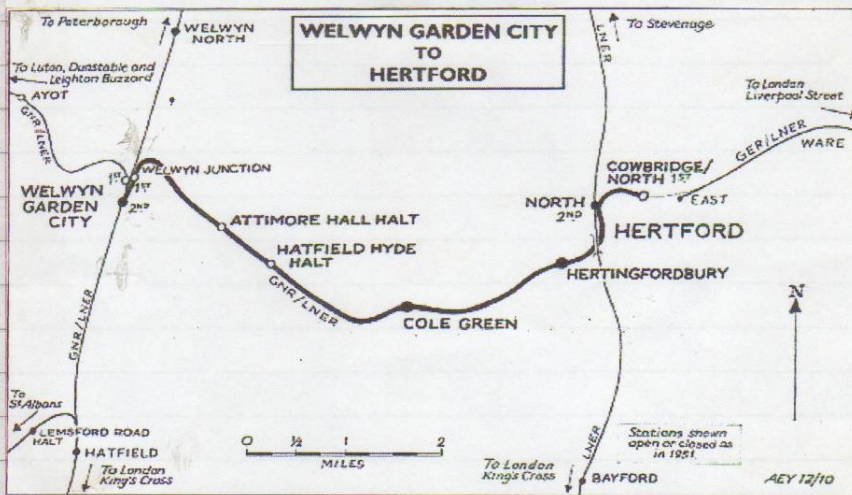 To Peterborough
WELWYN
NORTH
WELWYN GARDEN CITY
TO
HERTFORD
LNER
To Stevenage
To Luton, Dunstable and
Leighton Buzzard
AYOT
GNR/LNER
To London
Liverpool Street
GER/LNER
WARE
WELWYN JUNCTION
1ST
1ST
WELWYN
GARDEN
CITY
2ND
COWBRIDGE/
NORTH 1ST
EAST
NORTH
2ND
HERTFORD
ATTIMORE HALL HALT
HATFIELD HYDE
HALT
GNR/LNER
HERTINGFORDBURY
COLE GREEN
N
GNR/LNER
To
St Albans
LEMSFORD ROAD
HALT
HATFIELD
To London
King's Cross
0 ½ 1 2
MILES
LNER
To London
King's Cross
BAYFORD
Stations shown
open or closed as
in 1951.
AEY 12/10